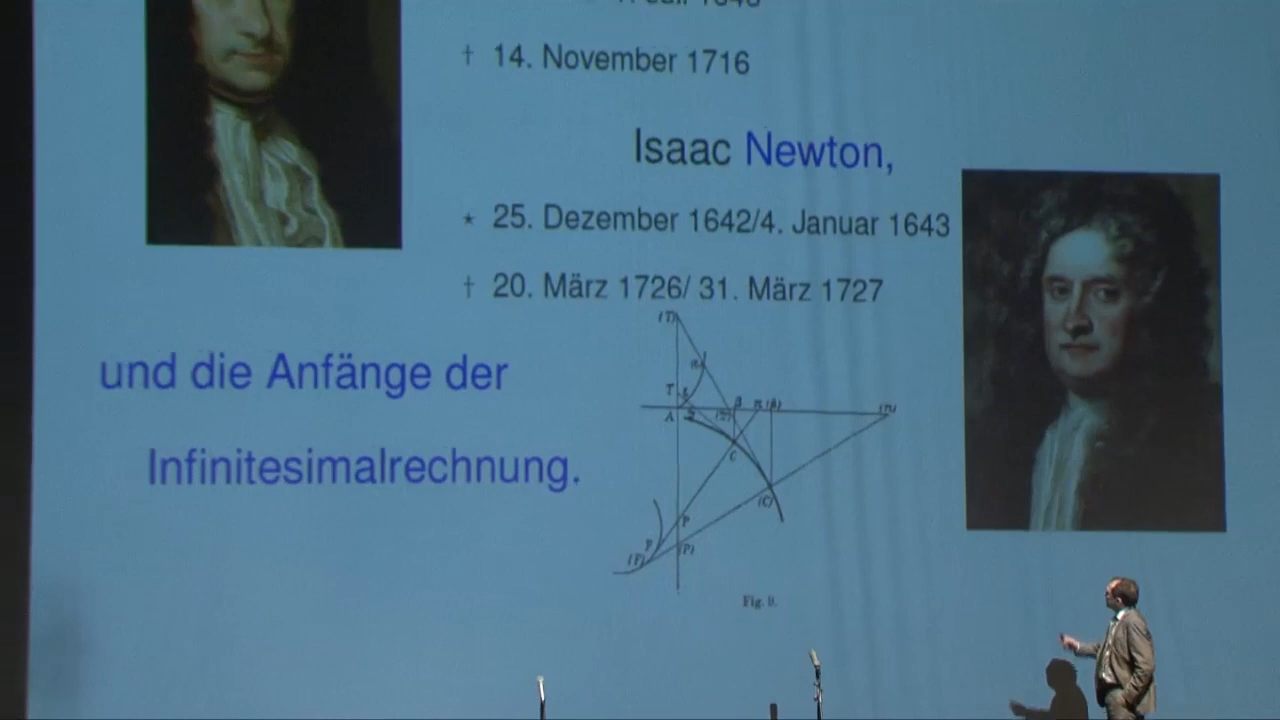 † 14. November 1716
Isaac Newton,
⋆ 25. Dezember 1642/4. Januar 1643
† 20. März 1726/ 31. März 1727
und die Anfänge der
Infinitesimalrechnung.
(T)
T
A
B
C
(C)
P
(P)
F
(F)
Fig. 9.